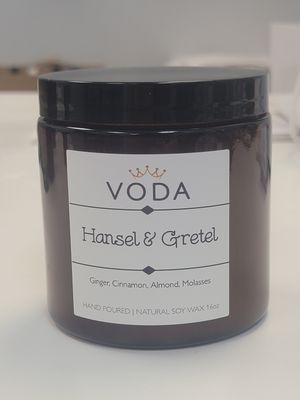 VODA
Hansel & Gretel
Ginger, Cinnamon, Almond, Molasses
HAND POURED | NATURAL SOY WAX 16oz